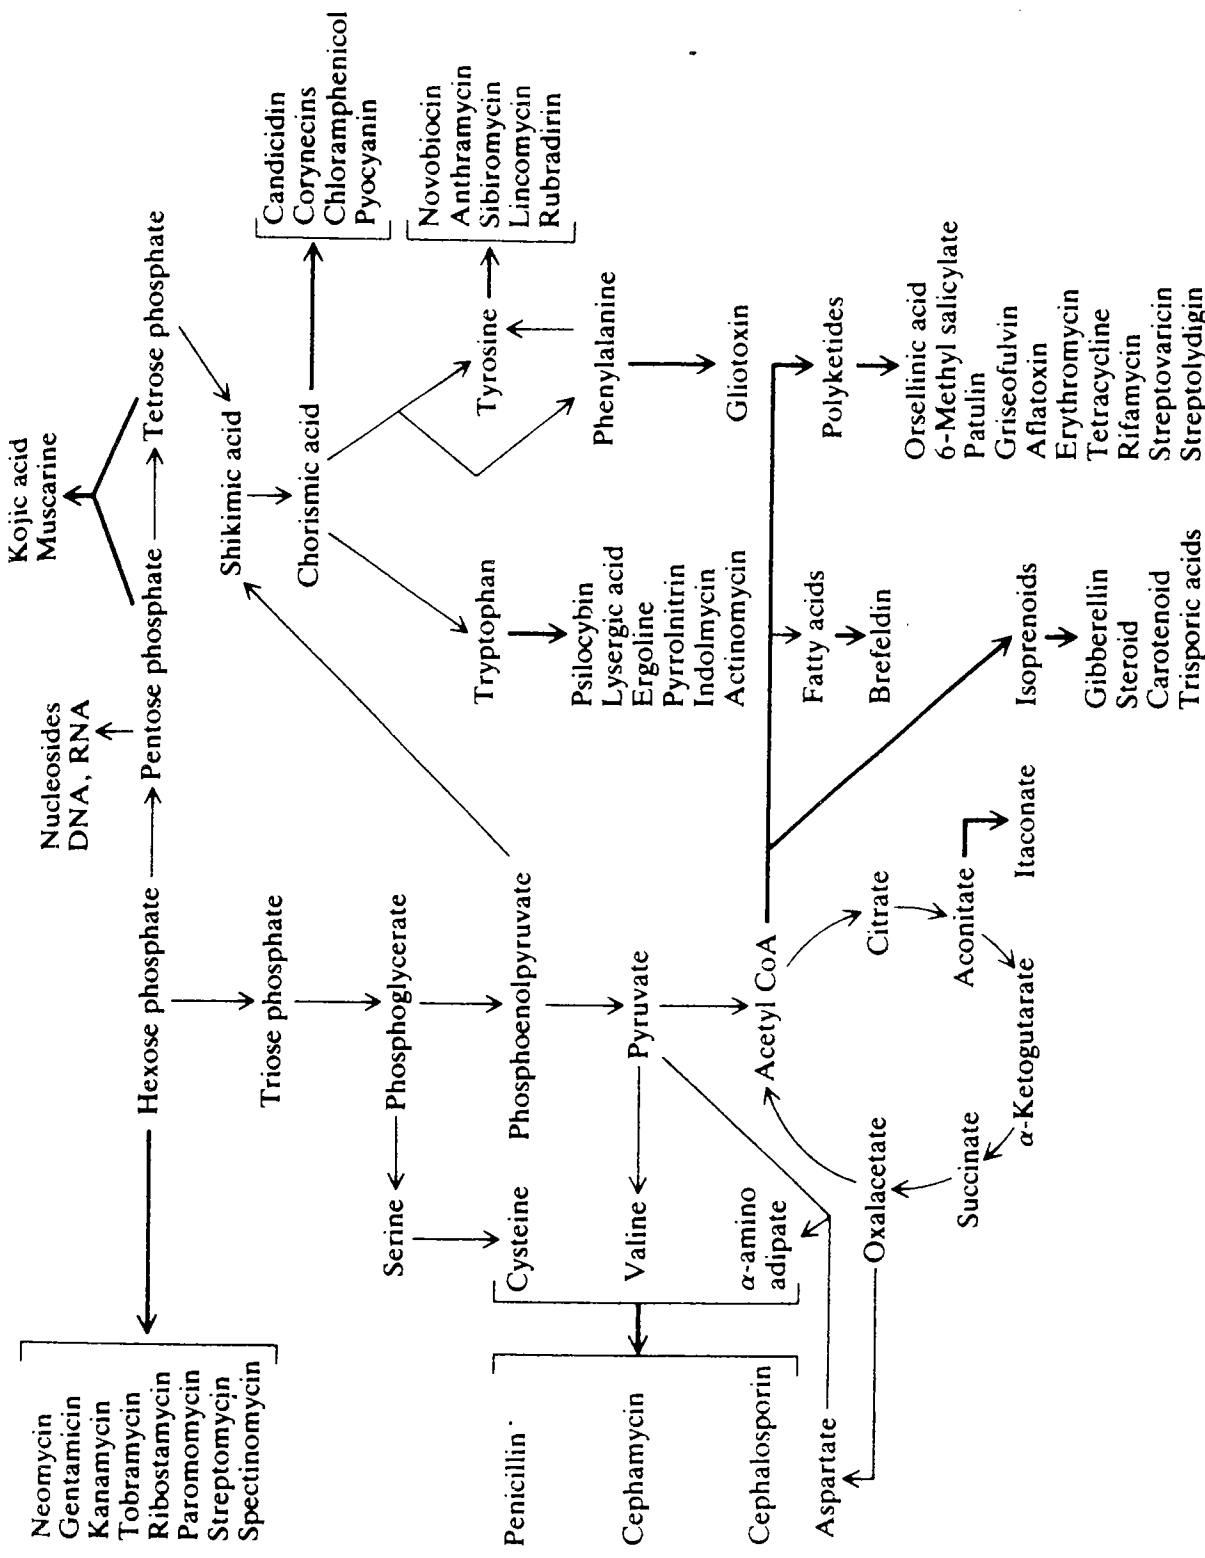 Neomycin
Gentamicin
Kanamycin
Tobramycin
Ribostamycin
Paromomycin
Streptomycin
Spectinomycin
Hexose phosphate
Nucleosides
DNA, RNA
Pentose phosphate
Kojic acid
Muscarine
Tetrose phosphate
Triose phosphate
Shikimic acid
Candicidin
Corynecins
Chloramphenicol
Pyocyanin
Chorismic acid
Serine
Phosphoglycerate
Novobiocin
Anthramycin
Sibiromycin
Lincomycin
Rubradirin
Tryptophan
Tyrosine
Penicillin
Cysteine
Phosphoenolpyruvate
Psilocybin
Lysergic acid
Ergoline
Pyrrolnitrin
Indolmycin
Actinomycin
Phenylalanine
Cephamycin
Valine
Pyruvate
Gliotoxin
Cephalosporin
α-amino
adipate
Acetyl CoA
Fatty acids
Polyketides
Aspartate
Oxalacetate
Citrate
Brefeldin
Orsellinic acid
6-Methyl salicylate
Patulin
Griseofulvin
Aflatoxin
Erythromycin
Tetracycline
Rifamycin
Streptovaricin
Streptolydigin
Succinate
Aconitate
α-Ketogutarate
Itaconate
Isoprenoids
Gibberellin
Steroid
Carotenoid
Trisporic acids